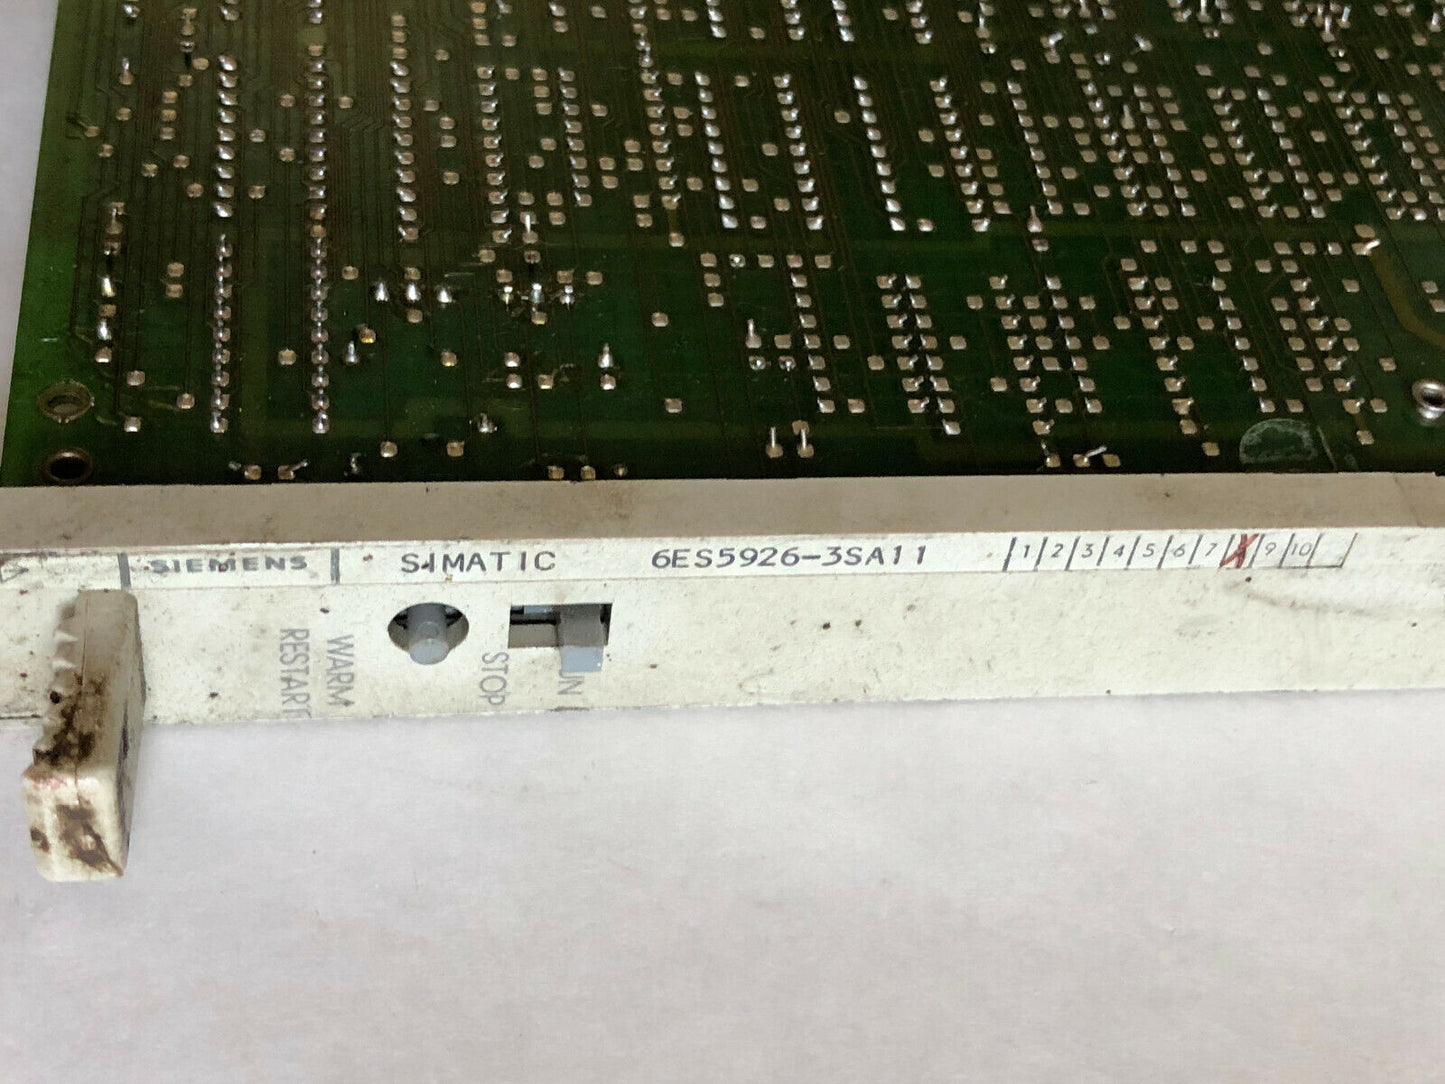 SIEMENS SIMATIC 6ES5926-3SA11 1 2 3 4 5 6 7 8 9 10
WARM
RESTART
STOP